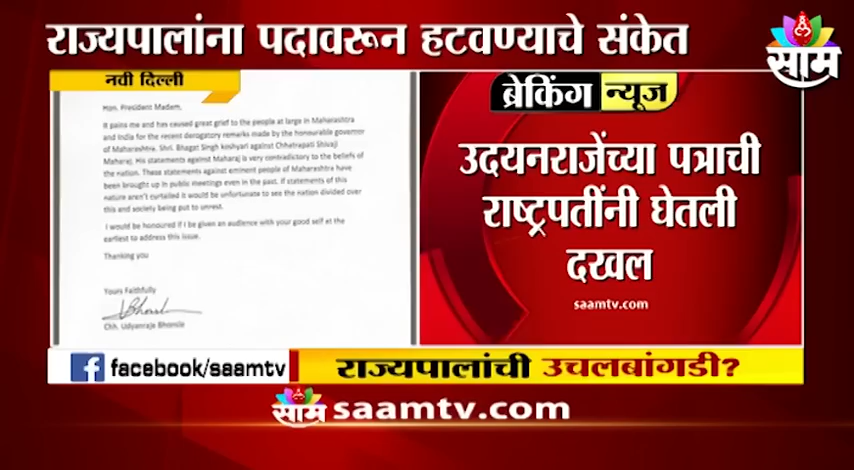 राज्यपालांना पदावरून हटवण्याचे संकेत
साम
नवी दिल्ली
Hon. President Madam,
It pains me and has caused great grief to the people at large in Maharashtra
and India for the recent derogatory remarks made by the honourable governor
of Maharashtra, Shri. Bhagat Singh koshyari against Chhatrapati Shivaji
Maharaj. His statements against Maharaj is very contradictory to the beliefs of
the nation. These statements against eminent people of Maharashtra have
been brought up in public meetings even in the past. If statements of this
nature aren't curtailed it would be unfortunate to see the nation divided over
this and society being put to unrest.
I would be honoured if i be given an audience with your good self at the
earliest to address this issue.
Thanking you
Yours Faithfully
Chh. Udyanraje Bhonsle
ब्रेकिंग न्यूज
उदयनराजेंच्या पत्राची
राष्ट्रपतींनी घेतली
दखल
saamtv.com
facebook/saamtv
राज्यपालांची उचलबांगडी?
साम saamtv.com